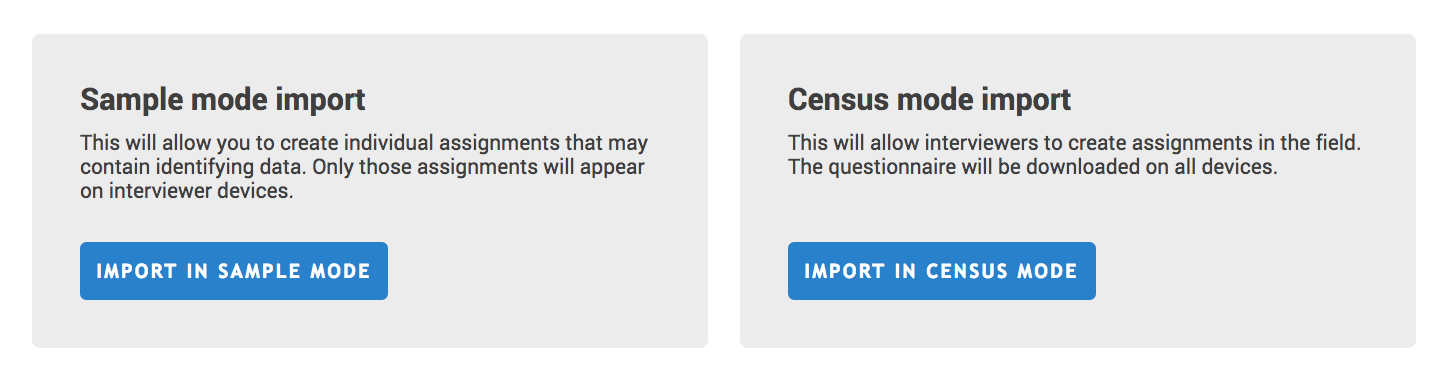 Sample mode import
This will allow you to create individual assignments that may
contain identifying data. Only those assignments will appear
on interviewer devices.
IMPORT IN SAMPLE MODE
Census mode import
This will allow interviewers to create assignments in the field.
The questionnaire will be downloaded on all devices.
IMPORT IN CENSUS MODE